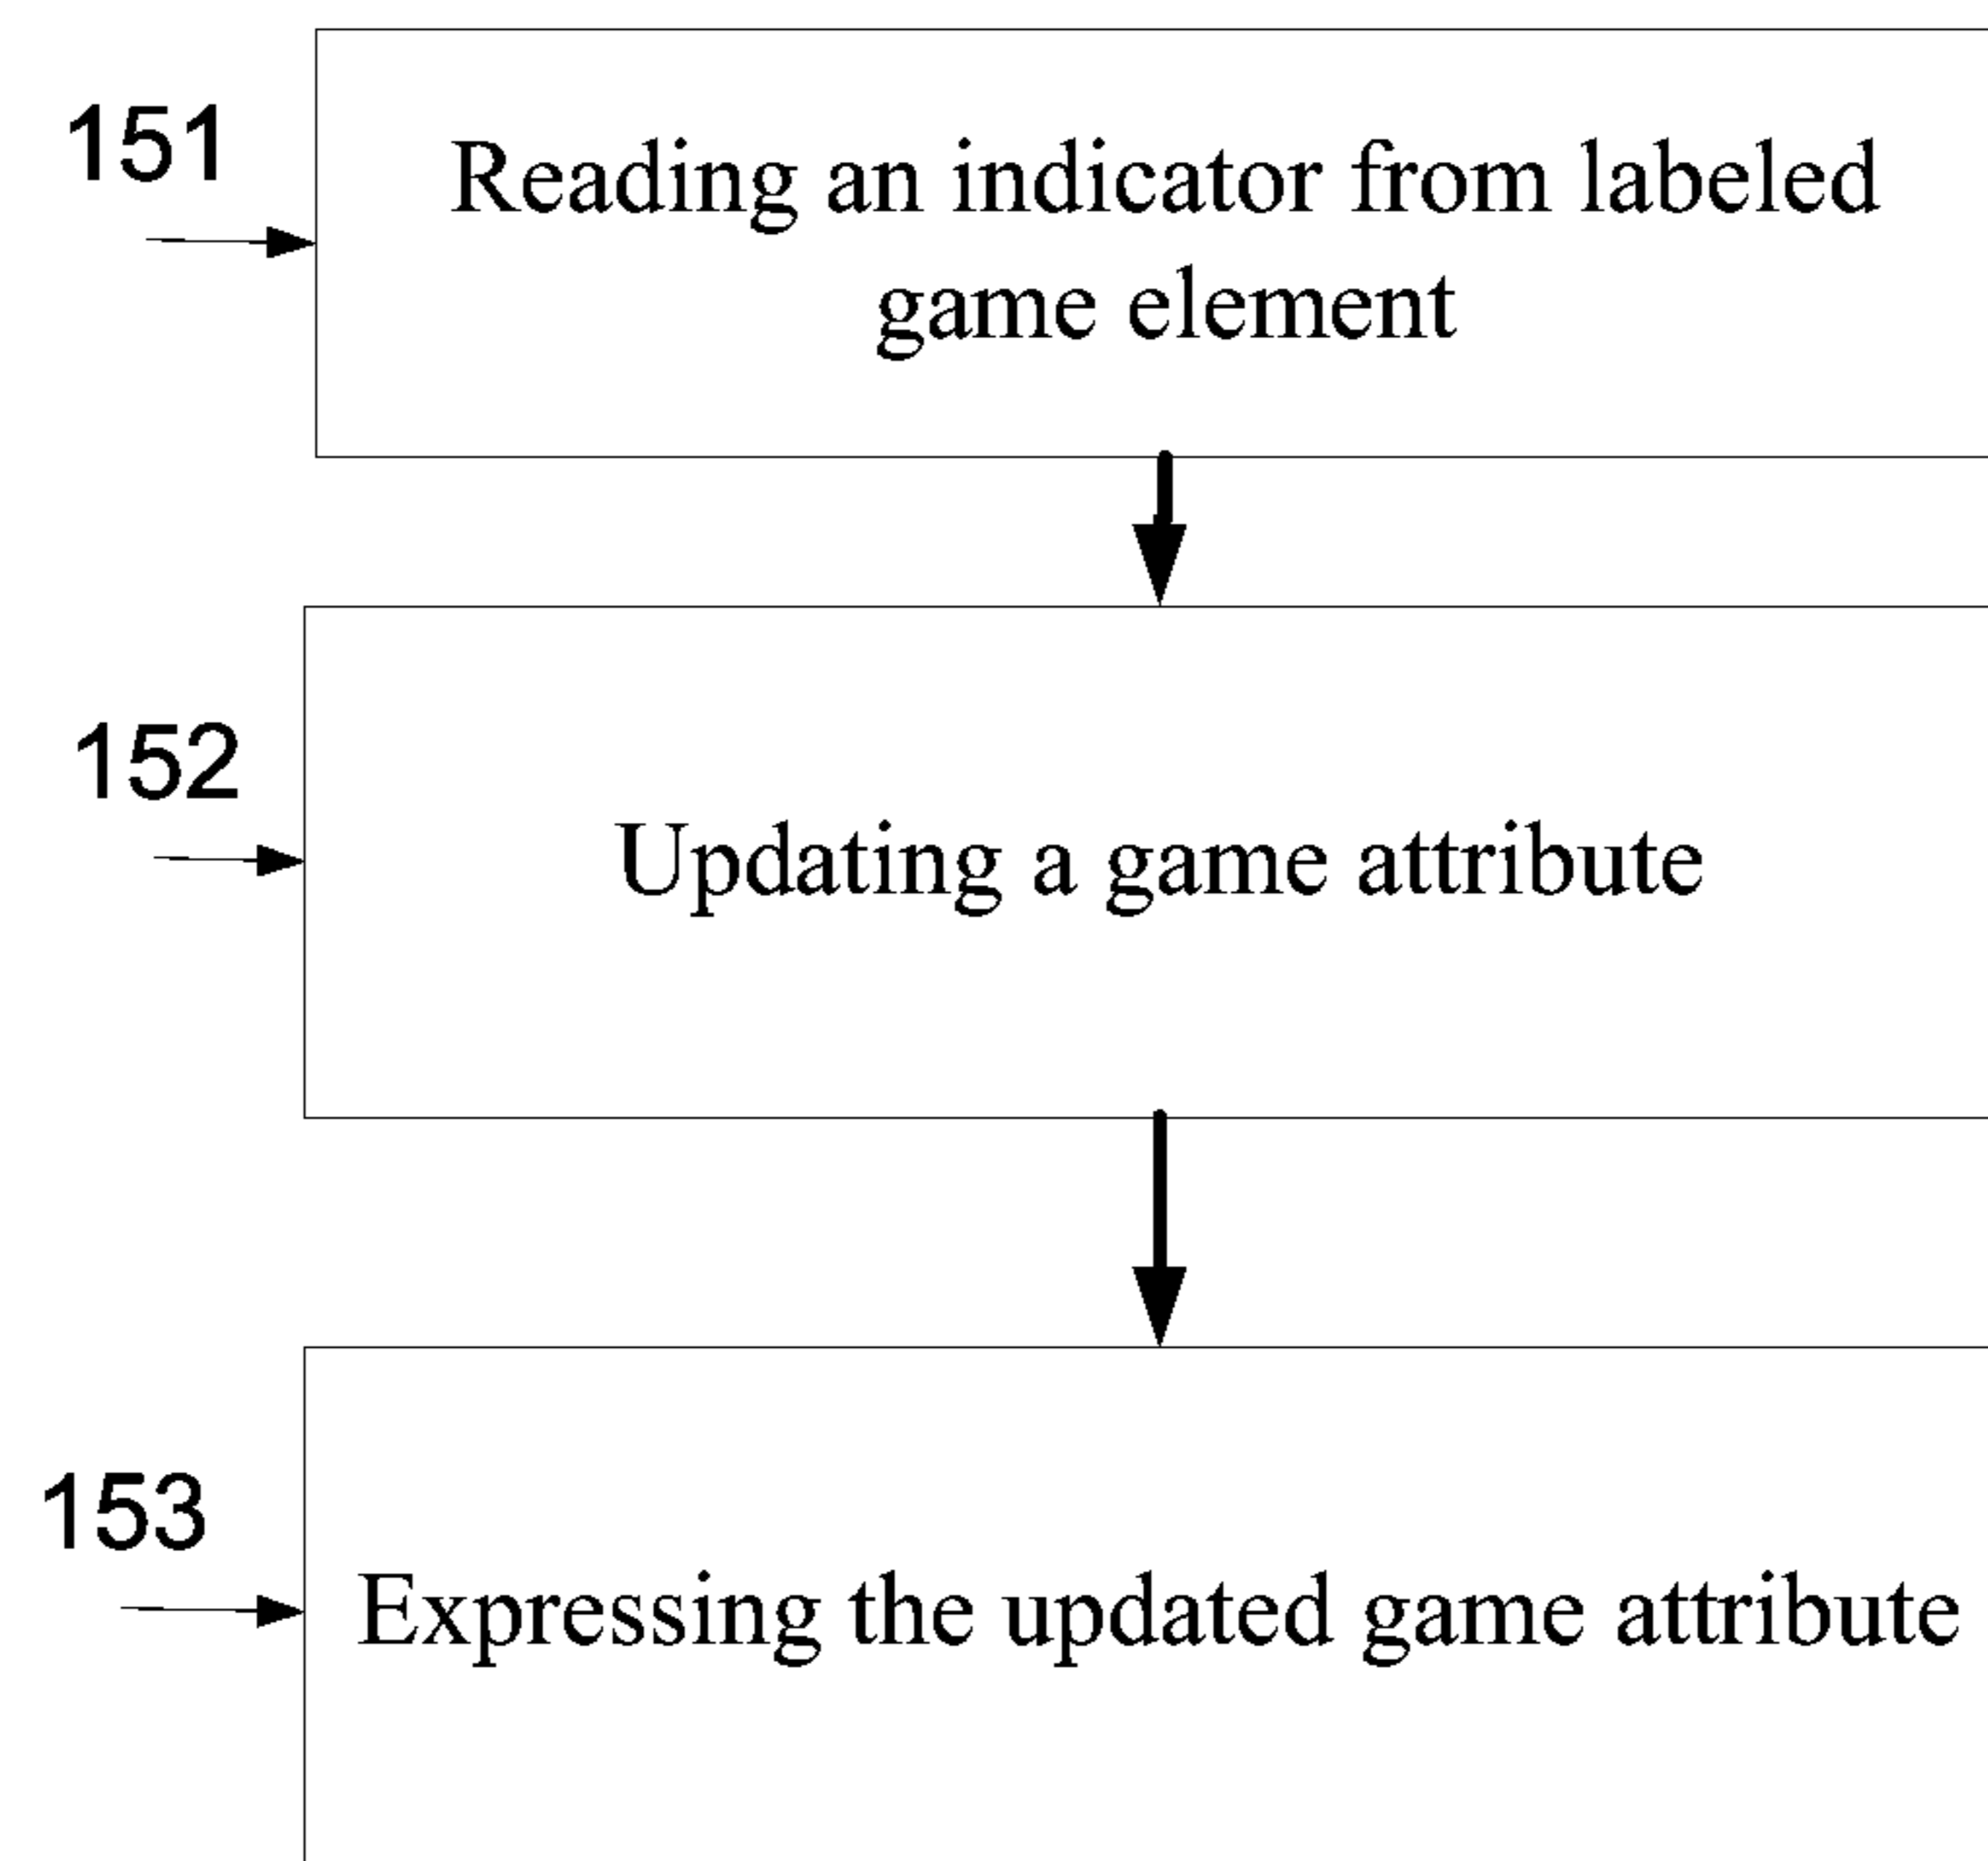 151
Reading an indicator from labeled
game element
152
Updating a game attribute
153
Expressing the updated game attribute